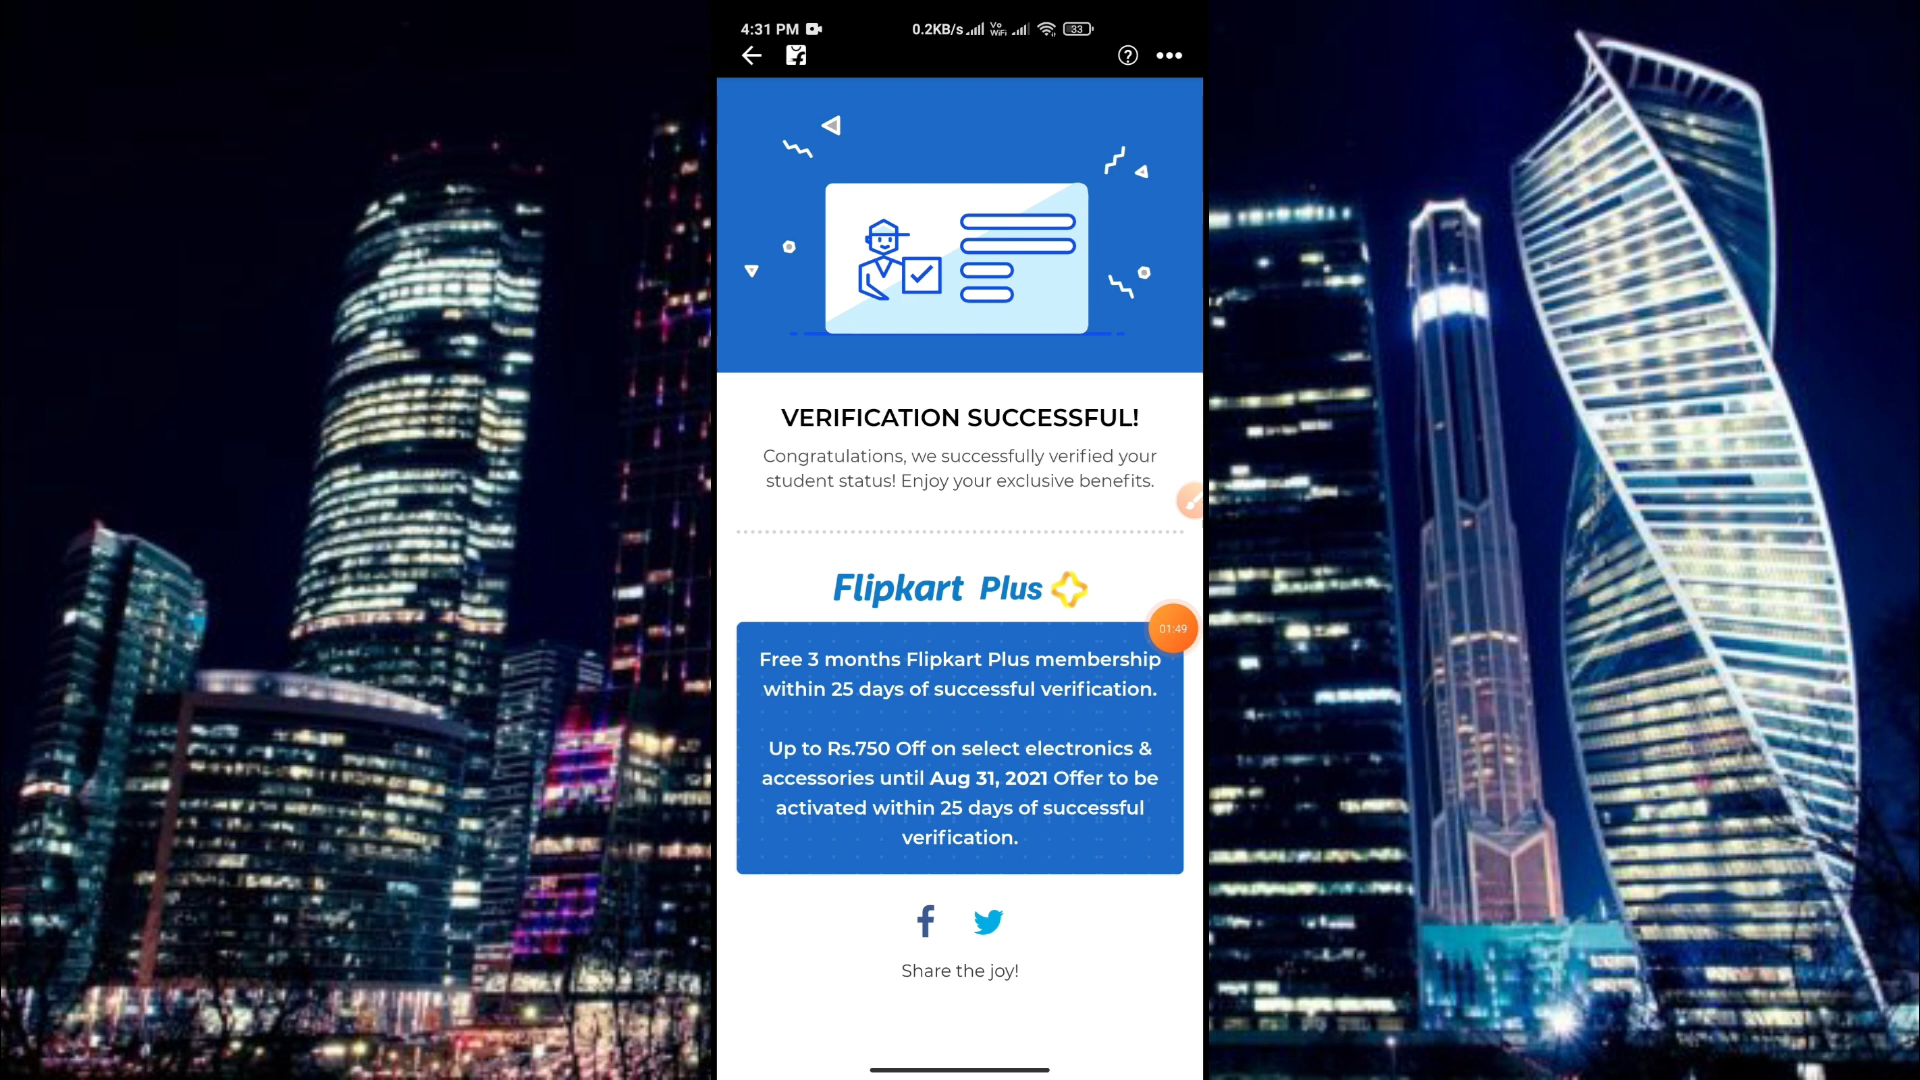 4:31 PM 0.2KB/s Vo WiFi 33
VERIFICATION SUCCESSFUL!
Congratulations, we successfully verified your
student status! Enjoy your exclusive benefits.
Flipkart Plus
01:49
Free 3 months Flipkart Plus membership
within 25 days of successful verification.
Up to Rs.750 Off on select electronics &
accessories until Aug 31, 2021 Offer to be
activated within 25 days of successful
verification.
Share the joy!